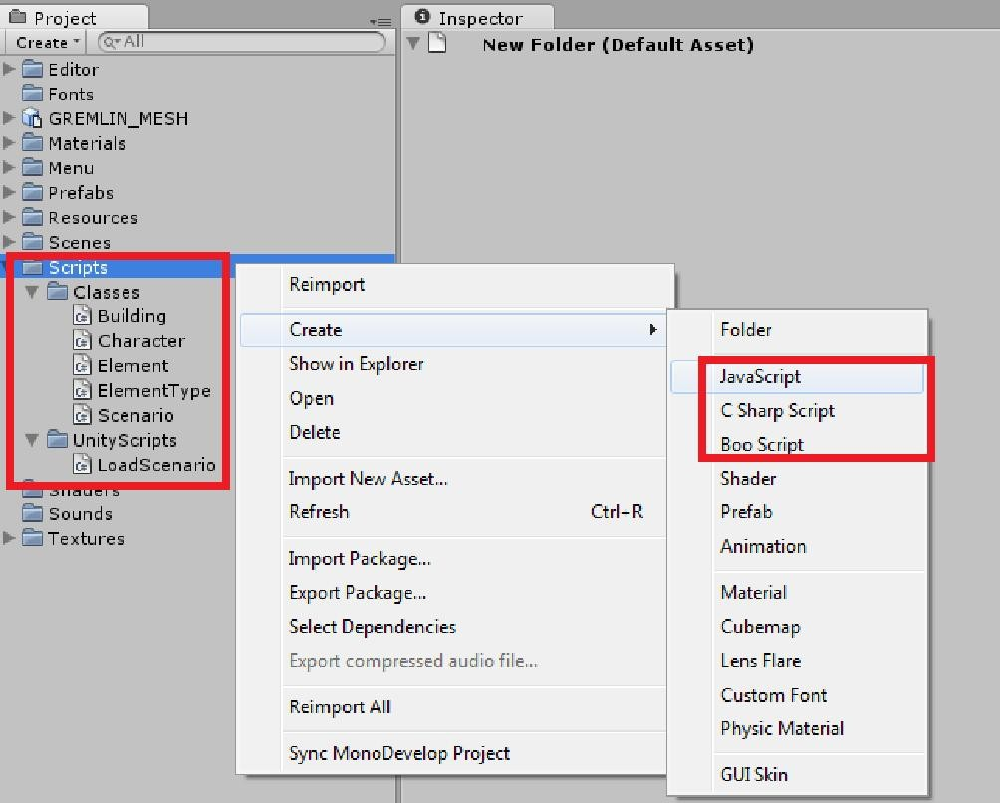 Project
Create
All
Editor
Fonts
GREMLIN_MESH
Materials
Menu
Prefabs
Resources
Scenes
Scripts
Classes
Building
Character
Element
ElementType
Scenario
UnityScripts
LoadScenario
Shaders
Sounds
Textures
Inspector
New Folder (Default Asset)
Reimport
Create
Show in Explorer
Open
Delete
Import New Asset...
Refresh Ctrl+R
Import Package...
Export Package...
Select Dependencies
Export compressed audio file...
Reimport All
Sync MonoDevelop Project
Folder
JavaScript
C Sharp Script
Boo Script
Shader
Prefab
Animation
Material
Cubemap
Lens Flare
Custom Font
Physic Material
GUI Skin